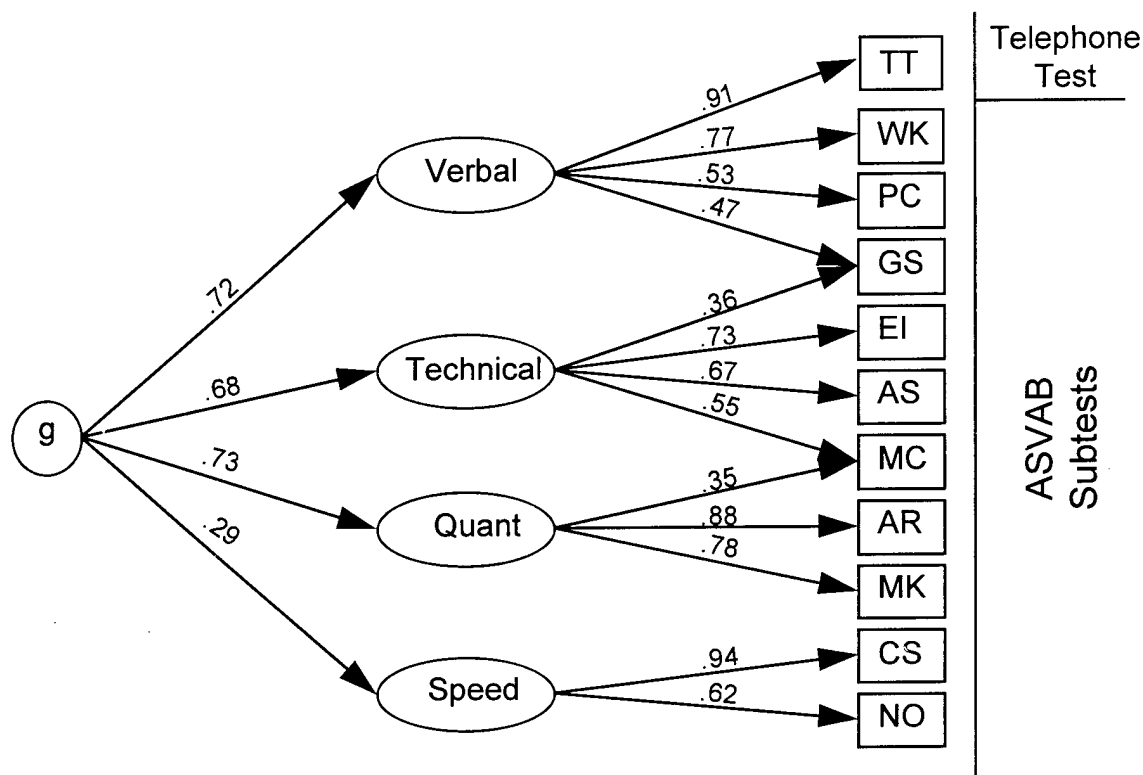 Telephone
Test
TT
.91
WK
.77
Verbal
.53
PC
.47
GS
.72
.36
EI
.73
Technical
.67
AS
.68
.55
g
MC
.73
.35
.88
AR
Quant
.78
.29
MK
CS
.94
Speed
.62
NO
ASVAB
Subtests